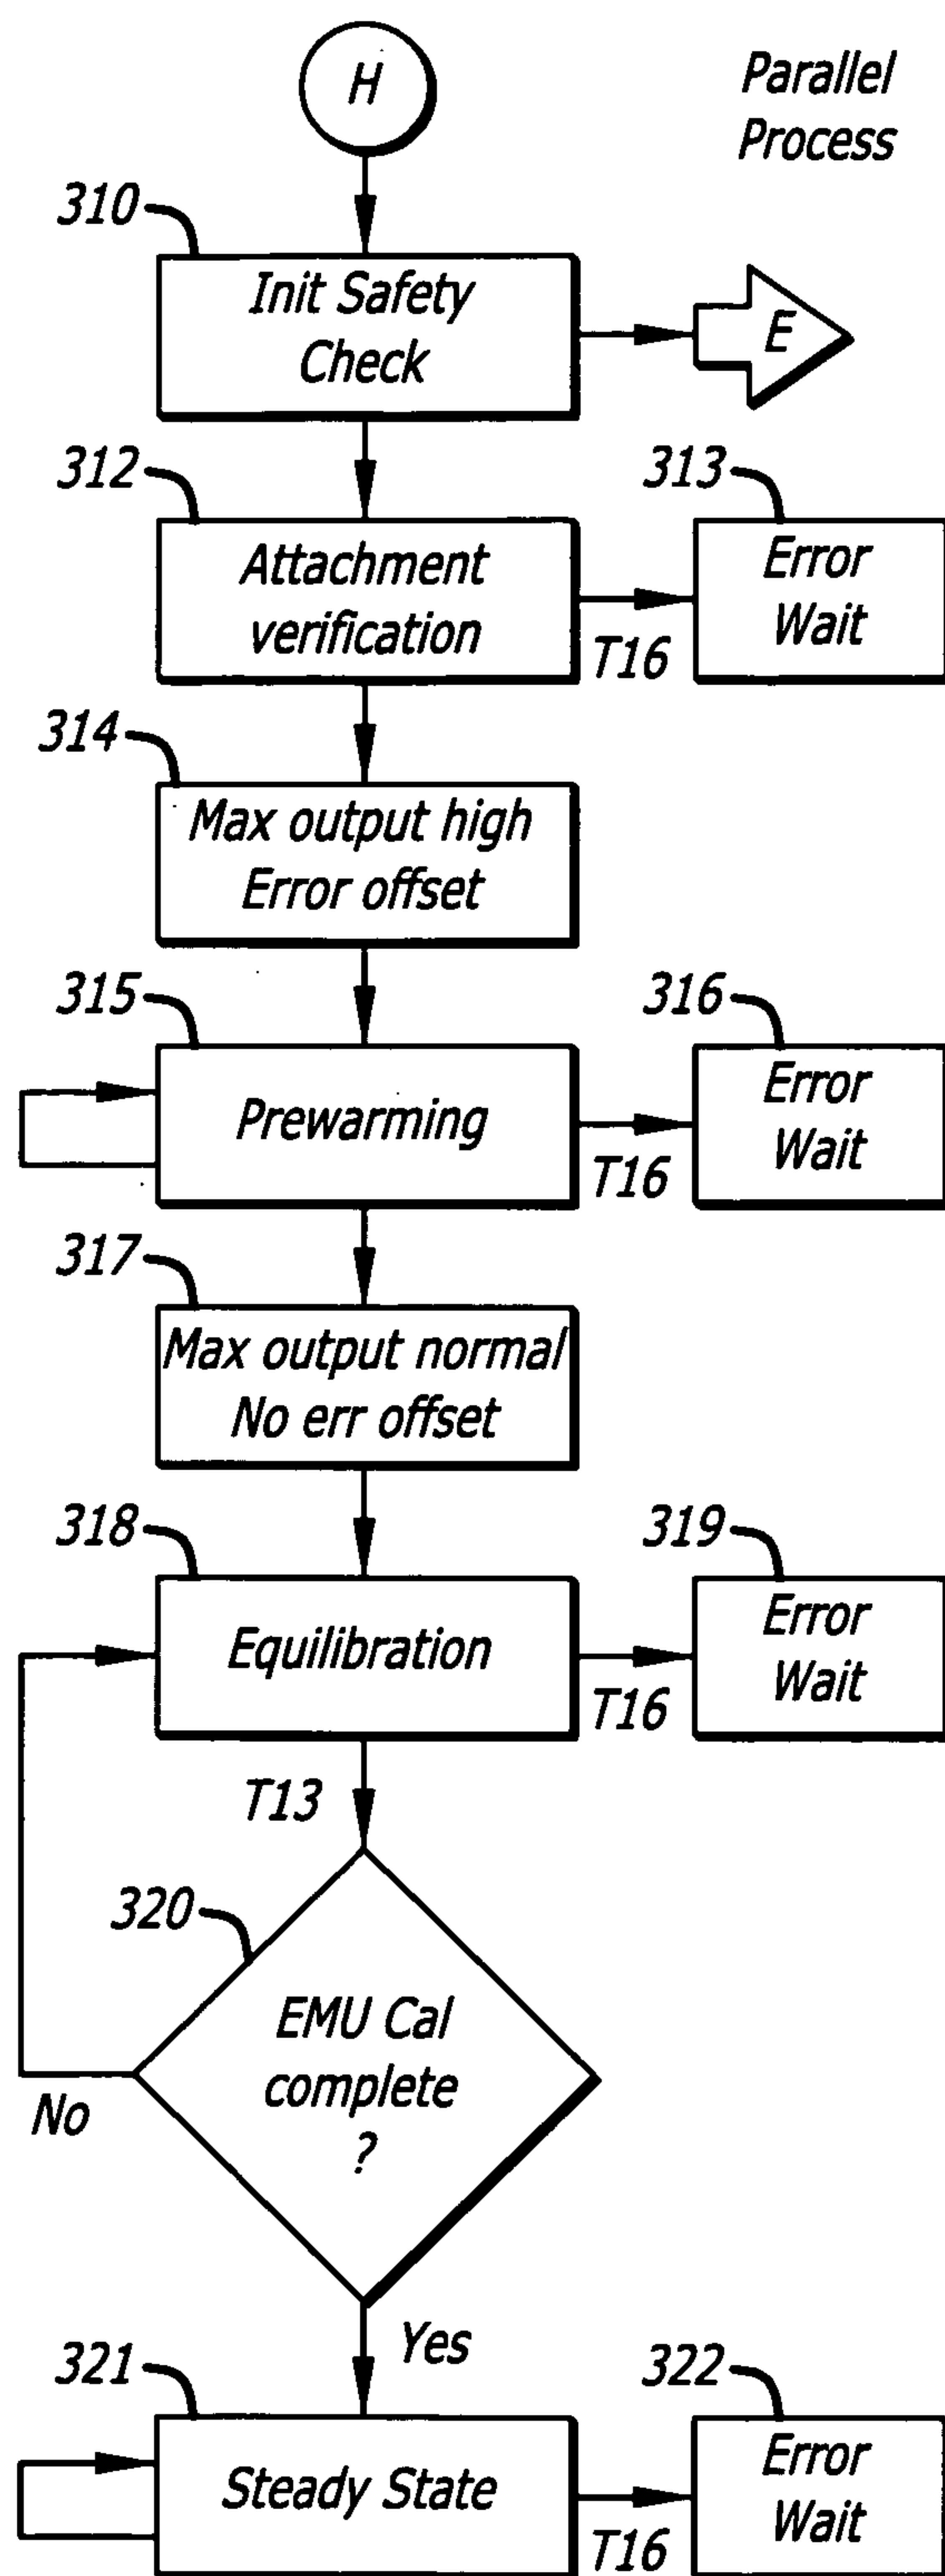 H
Parallel
Process
310
Init Safety
Check
E
312
Attachment
verification
T16
313
Error
Wait
314
Max output high
Error offset
315
Prewarming
T16
316
Error
Wait
317
Max output normal
No err offset
318
Equilibration
T16
319
Error
Wait
T13
320
EMU Cal
complete
?
No
Yes
321
Steady State
T16
322
Error
Wait